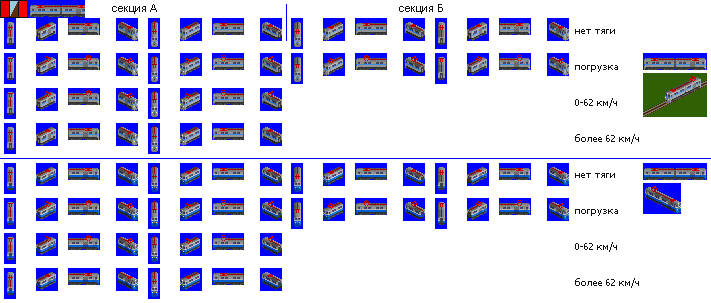 секция А секция Б
нет тяги
погрузка
0-62 км/ч
более 62 км/ч
нет тяги
погрузка
0-62 км/ч
более 62 км/ч